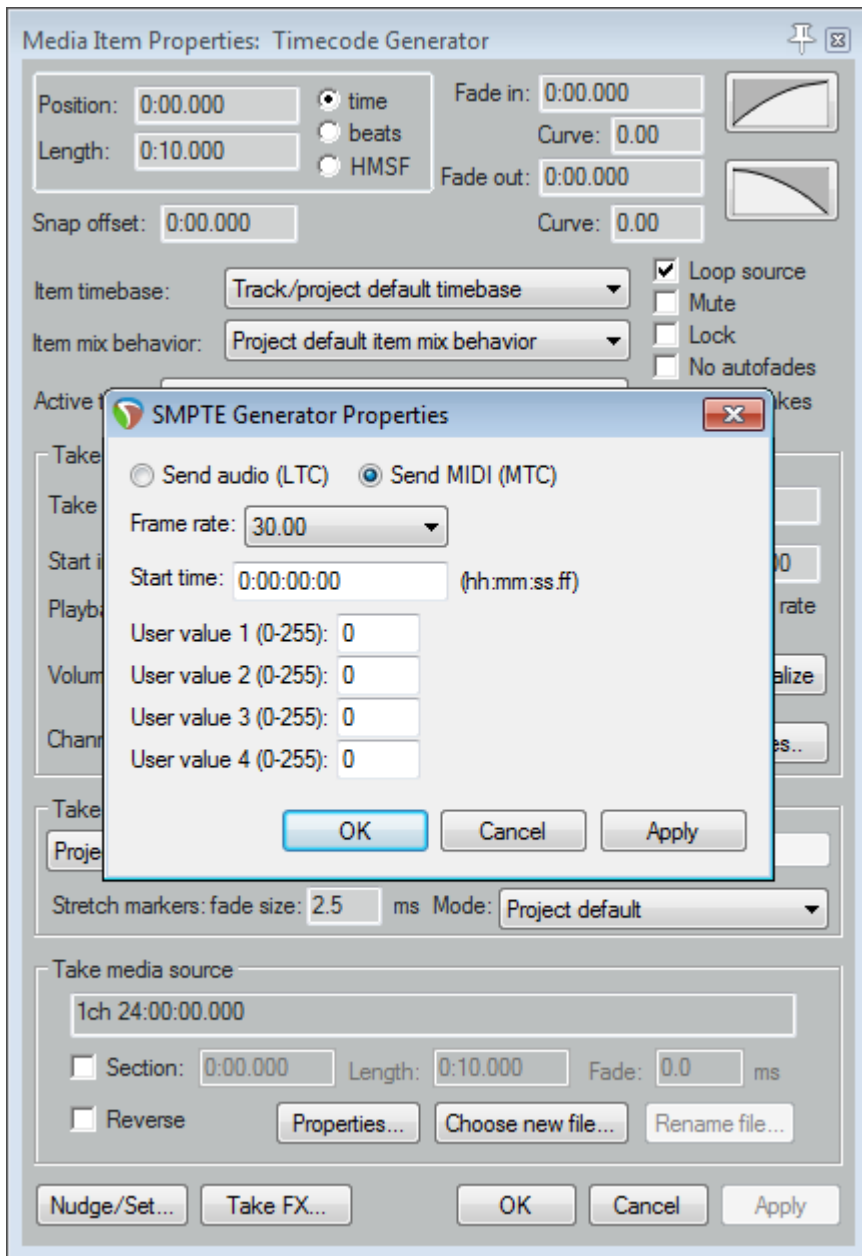 Media Item Properties: Timecode Generator
Position: 0:00.000
time
Fade in: 0:00.000
beats
Curve: 0.00
Length: 0:10.000
HMSF
Fade out: 0:00.000
Snap offset: 0:00.000
Curve: 0.00
Item timebase: Track/project default timebase
Loop source
Mute
Item mix behavior: Project default item mix behavior
Lock
No autofades
Active
SMPTE Generator Properties
Take
Send audio (LTC)
Send MIDI (MTC)
Take
Frame rate: 30.00
Start
Start time: 0:00:00:00 (hh:mm:ss.ff)
rate
User value 1 (0-255): 0
User value 2 (0-255): 0
User value 3 (0-255): 0
User value 4 (0-255): 0
Take
OK
Cancel
Apply
Stretch markers: fade size: 2.5 ms Mode: Project default
Take media source
1ch 24:00:00.000
Section: 0:00.000 Length: 0:10.000 Fade: 0.0 ms
Reverse
Properties...
Choose new file...
Rename file...
Nudge/Set...
Take FX...
OK
Cancel
Apply